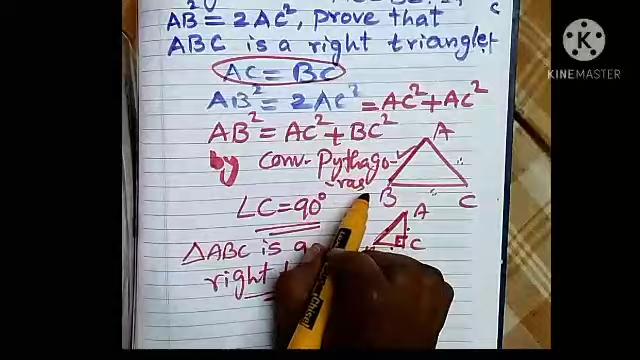 AB² = 2AC², prove that
ABC is a right triangle.
AC = BC
AB² = 2AC² = AC² + AC²
AB² = AC² + BC²
by Conv. Pythago-
-ras
∠C = 90°
△ABC is a
right
A
B
C
A
C
C
KINEMASTER